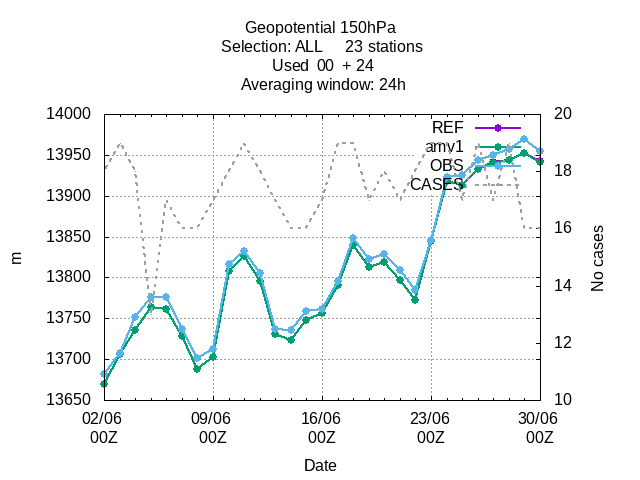 Geopotential 150hPa
Selection: ALL 23 stations
Used 00 + 24
Averaging window: 24h
14000
13950
13900
13850
13800
13750
13700
13650
20
18
16
14
12
10
REF
amv1
OBS
CASES
m
No cases
02/06 09/06 16/06 23/06 30/06
00Z 00Z 00Z 00Z 00Z
Date